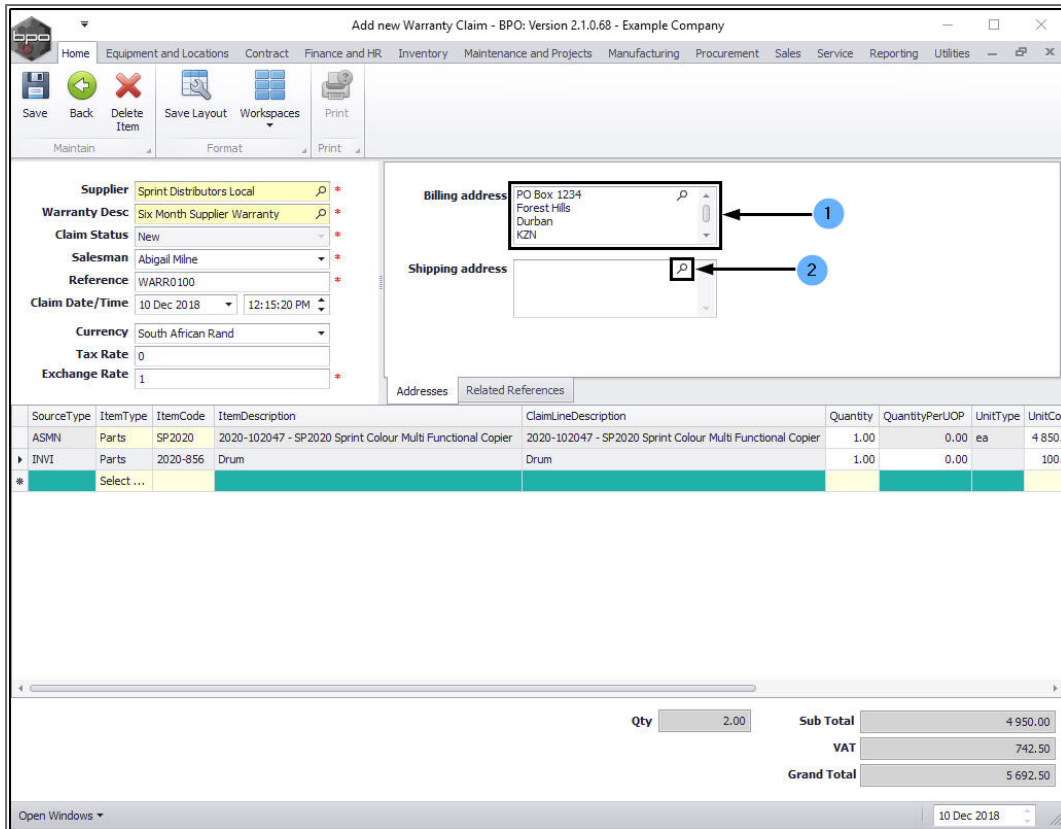 Add new Warranty Claim - BPO: Version 2.1.0.68 - Example Company
bpo
Home Equipment and Locations Contract Finance and HR Inventory Maintenance and Projects Manufacturing Procurement Sales Service Reporting Utilities
Save Back Delete Item Save Layout Workspaces Print
Maintain Format Print
Supplier Sprint Distributors Local *
Warranty Desc Six Month Supplier Warranty *
Claim Status New *
Salesman Abigail Milne *
Reference WARR0100 *
Claim Date/Time 10 Dec 2018 12:15:20 PM
Currency South African Rand
Tax Rate 0
Exchange Rate 1 *
Billing address PO Box 1234
Forest Hills
Durban
KZN
1
Shipping address
2
Addresses Related References
SourceType ItemType ItemCode ItemDescription ClaimLineDescription Quantity QuantityPerUOP UnitType UnitCo
ASMN Parts SP2020 2020-102047 - SP2020 Sprint Colour Multi Functional Copier 2020-102047 - SP2020 Sprint Colour Multi Functional Copier 1.00 0.00 ea 4 850.
INVI Parts 2020-856 Drum Drum 1.00 0.00 100.
* Select ...
Qty 2.00 Sub Total 4 950.00
VAT 742.50
Grand Total 5 692.50
Open Windows 10 Dec 2018